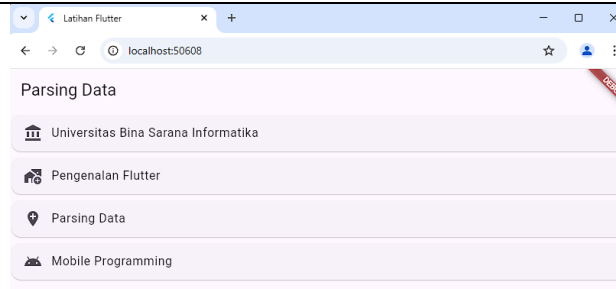 Latihan Flutter
localhost:50608
Parsing Data
Universitas Bina Sarana Informatika
Pengenalan Flutter
Parsing Data
Mobile Programming